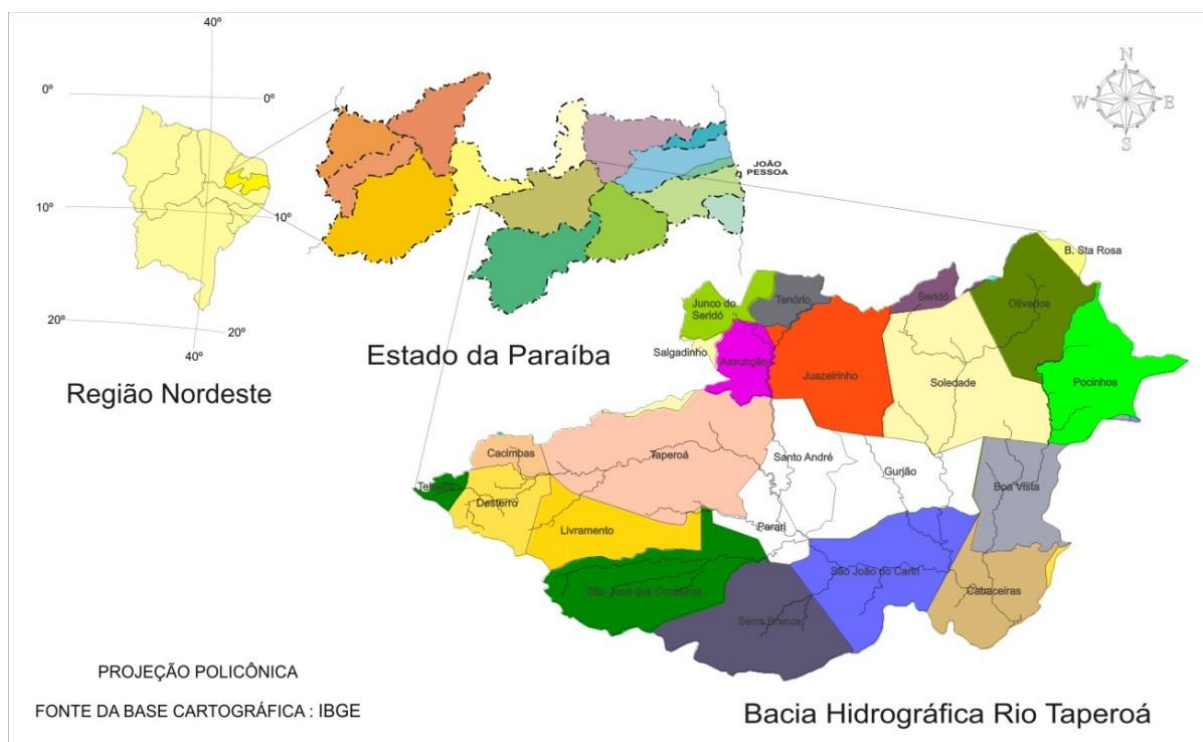 40º
0º
0º
10º
10º
20º
20º
40º
Região Nordeste
Estado da Paraíba
JOÃO
PESSOA
N
W
E
S
B. Sta Rosa
Olivedos
Seridó
Tenório
Junco do
Seridó
Salgadinho
Assunção
Juazeirinho
Soledade
Pocinhos
Cacimbas
Taperoá
Santo André
Gurjão
Boa Vista
Desterro
Livramento
Parari
São José dos Cordeiros
São João do Cariri
Cabaceiras
Serra Branca
PROJEÇÃO POLICÔNICA
FONTE DA BASE CARTOGRÁFICA : IBGE
Bacia Hidrográfica Rio Taperoá